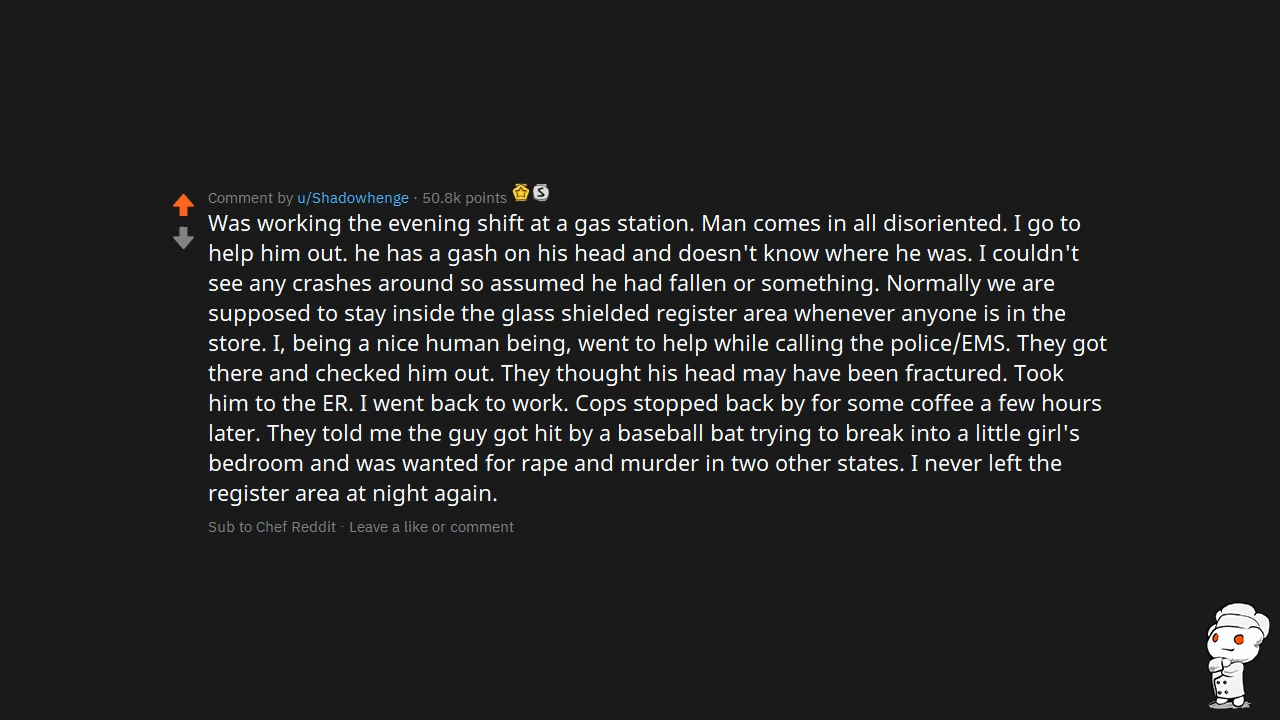 Comment by u/Shadowhenge · 50.8k points
Was working the evening shift at a gas station. Man comes in all disoriented. I go to
help him out. he has a gash on his head and doesn't know where he was. I couldn't
see any crashes around so assumed he had fallen or something. Normally we are
supposed to stay inside the glass shielded register area whenever anyone is in the
store. I, being a nice human being, went to help while calling the police/EMS. They got
there and checked him out. They thought his head may have been fractured. Took
him to the ER. I went back to work. Cops stopped back by for some coffee a few hours
later. They told me the guy got hit by a baseball bat trying to break into a little girl's
bedroom and was wanted for rape and murder in two other states. I never left the
register area at night again.
Sub to Chef Reddit · Leave a like or comment